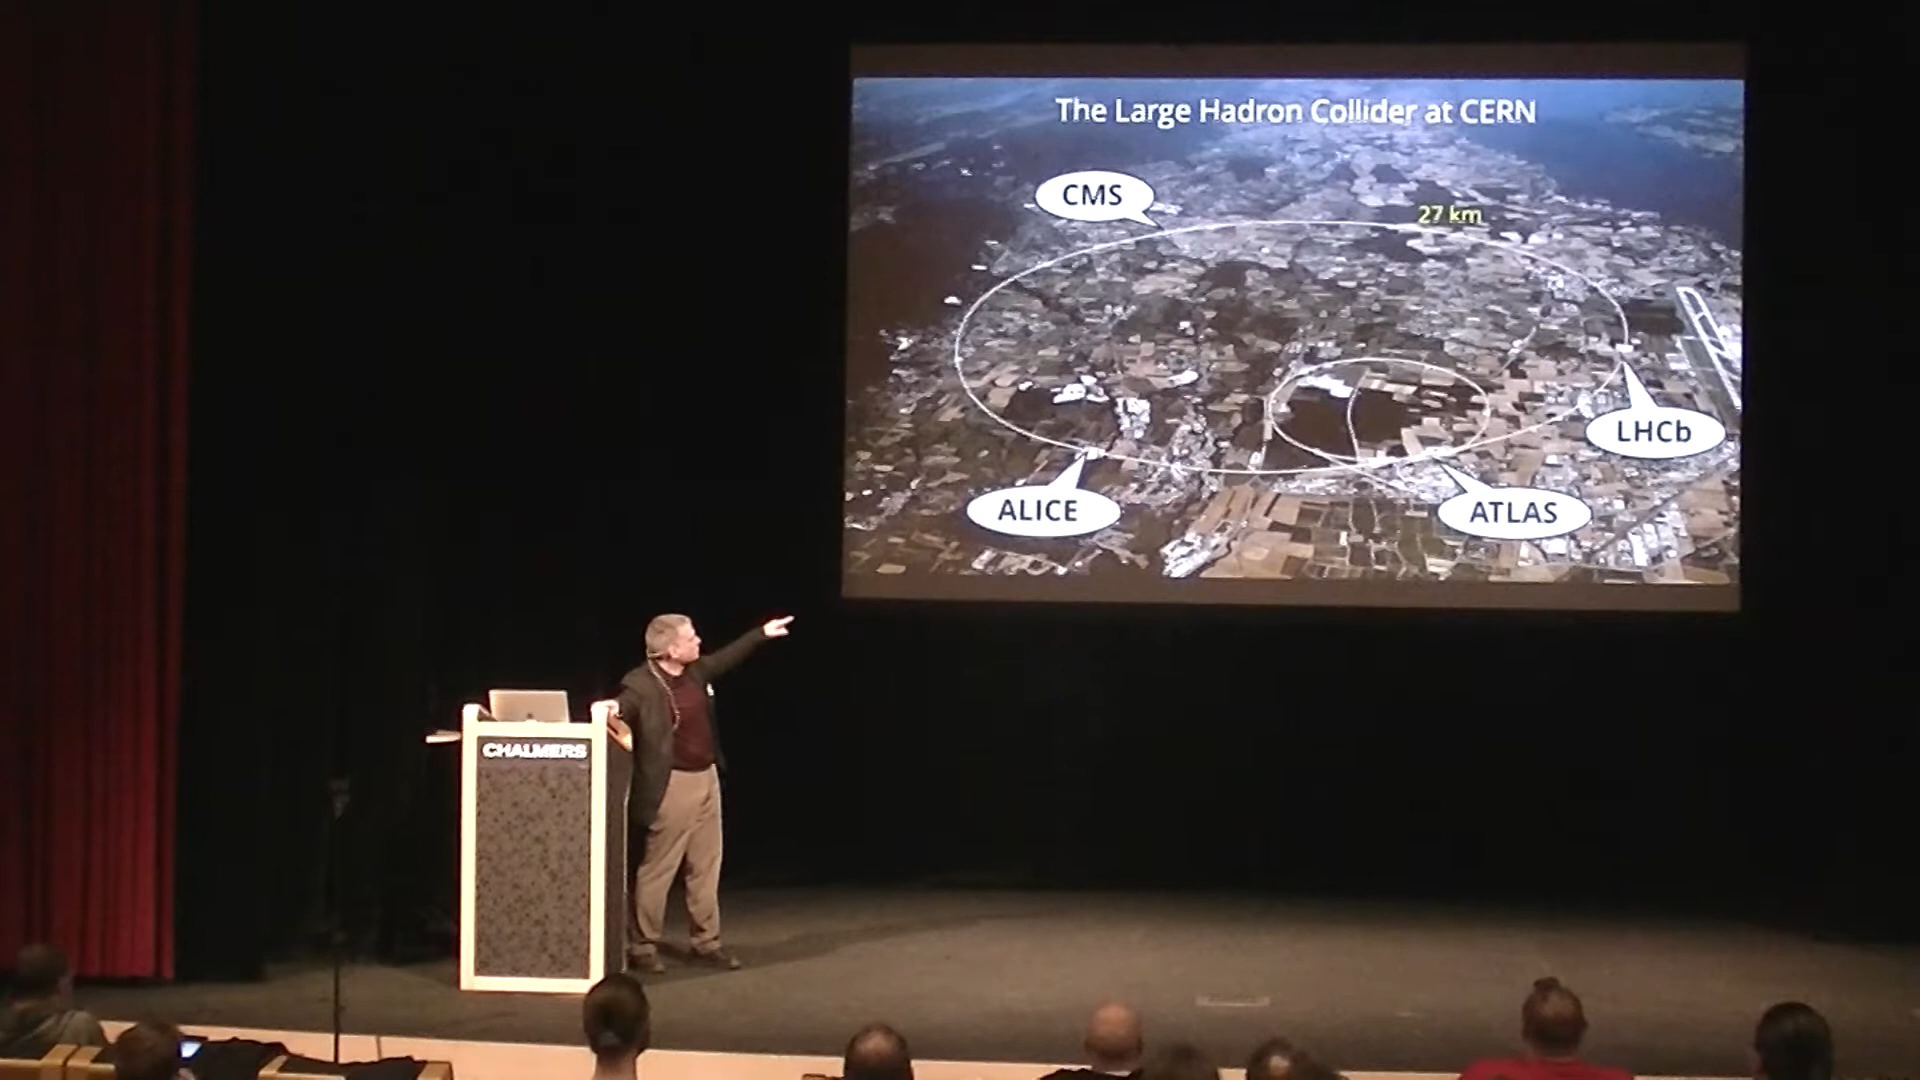 The Large Hadron Collider at CERN
CMS
27 km
LHCb
ALICE
ATLAS
CHALMERS